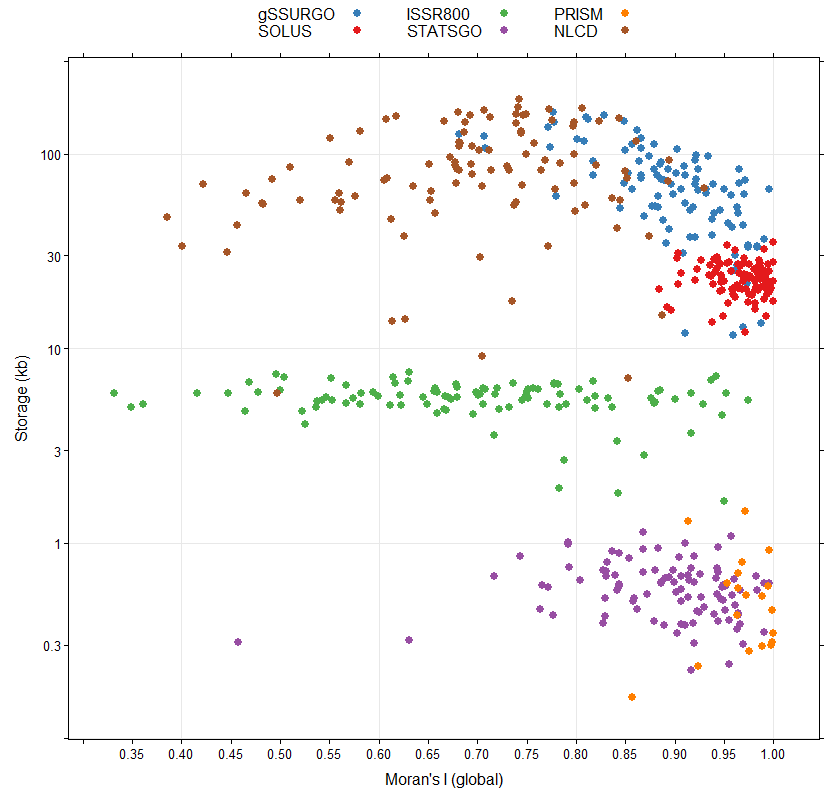 gSSURGO ISSR800 PRISM
SOLUS STATSGO NLCD
100
30
10
3
1
0.3
Storage (kb)
0.35 0.40 0.45 0.50 0.55 0.60 0.65 0.70 0.75 0.80 0.85 0.90 0.95 1.00
Moran's I (global)